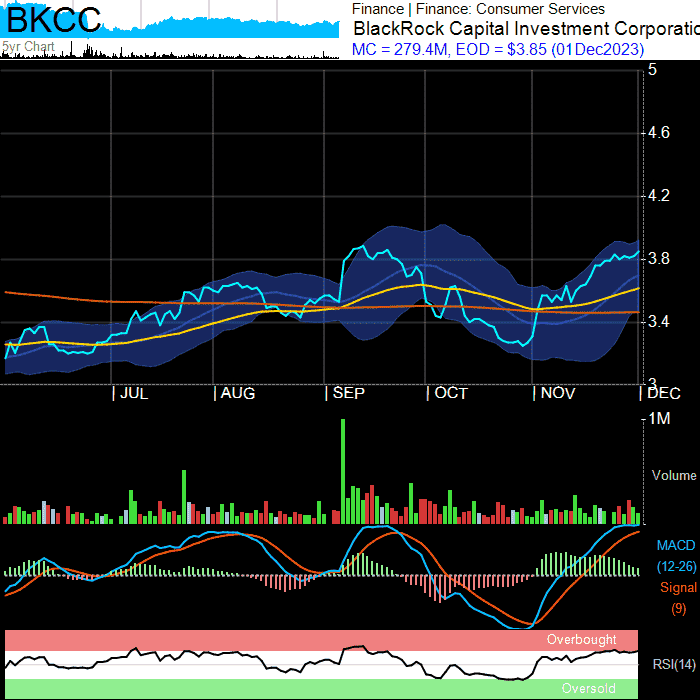 BKCC
5yr Chart
Finance | Finance: Consumer Services
BlackRock Capital Investment Corporatio
MC = 279.4M, EOD = $3.85 (01Dec2023)
5
4.6
4.2
3.8
3.4
3
JUL AUG SEP OCT NOV DEC
1M
Volume
MACD
(12-26)
Signal
(9)
Overbought
RSI(14)
Oversold